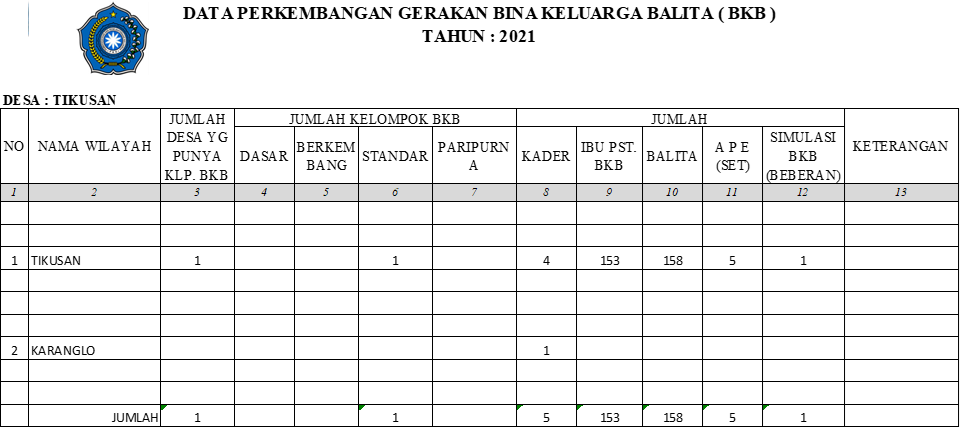 DATA PERKEMBANGAN GERAKAN BINA KELUARGA BALITA ( BKB )
TAHUN : 2021
DESA : TIKUSAN
NO NAMA WILAYAH JUMLAH DESA YG PUNYA KLP. BKB JUMLAH KELOMPOK BKB JUMLAH KETERANGAN
DASAR BERKEMBANG STANDAR PARIPURNA KADER IBU PST. BKB BALITA A P E (SET) SIMULASI BKB (BEBERAN)
1 2 3 4 5 6 7 8 9 10 11 12 13
1 TIKUSAN 1 1 4 153 158 5 1
2 KARANGLO 1
JUMLAH 1 1 5 153 158 5 1